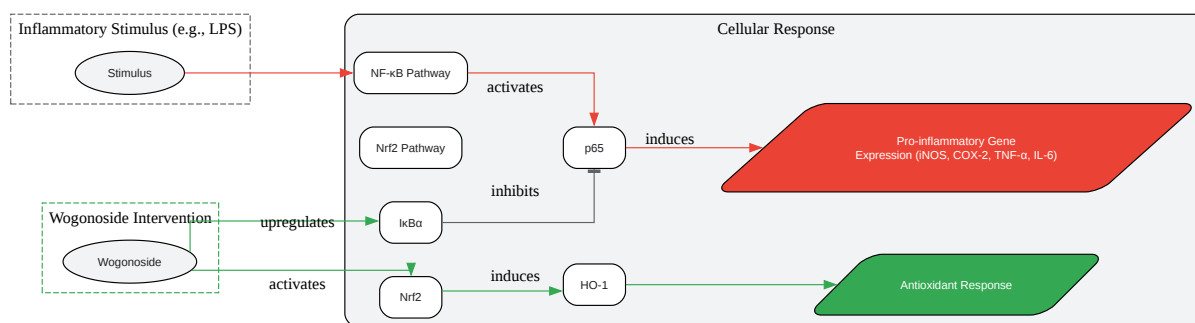 Inflammatory Stimulus (e.g., LPS)
Stimulus
Cellular Response
NF-κB Pathway
activates
Nrf2 Pathway
p65
induces
Pro-inflammatory Gene
Expression (iNOS, COX-2, TNF-α, IL-6)
inhibits
Wogonoside Intervention
Wogonoside
upregulates
IκBα
activates
Nrf2
induces
HO-1
Antioxidant Response